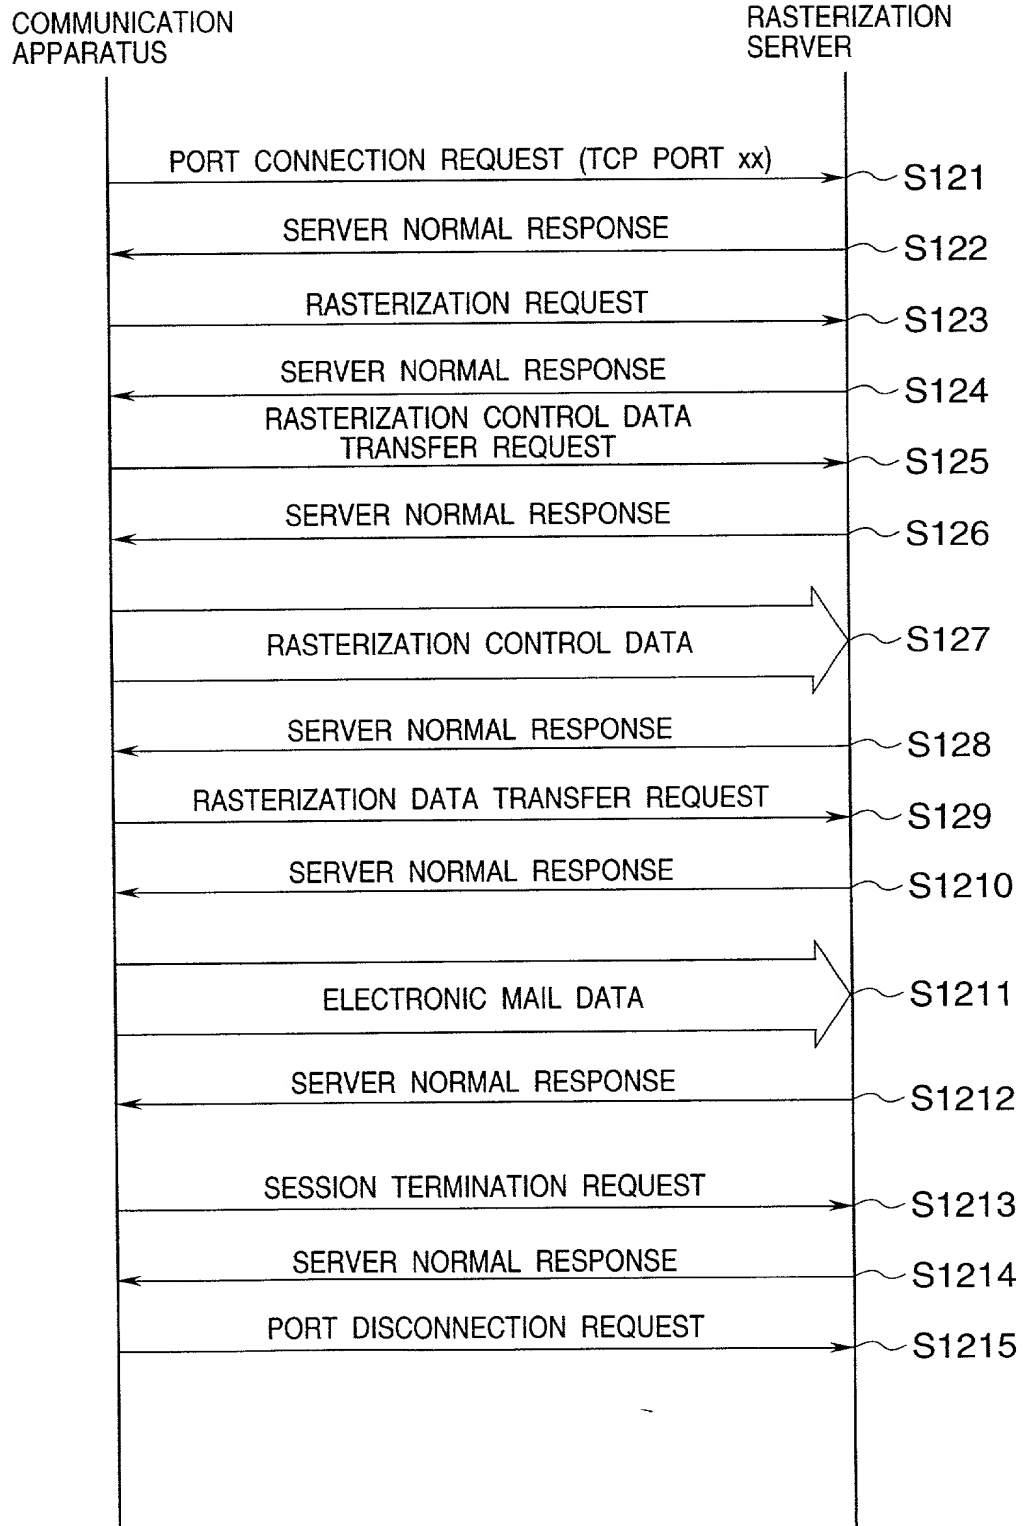 COMMUNICATION
APPARATUS
RASTERIZATION
SERVER
PORT CONNECTION REQUEST (TCP PORT xx)
S121
SERVER NORMAL RESPONSE
S122
RASTERIZATION REQUEST
S123
SERVER NORMAL RESPONSE
S124
RASTERIZATION CONTROL DATA
TRANSFER REQUEST
S125
SERVER NORMAL RESPONSE
S126
RASTERIZATION CONTROL DATA
S127
SERVER NORMAL RESPONSE
S128
RASTERIZATION DATA TRANSFER REQUEST
S129
SERVER NORMAL RESPONSE
S1210
ELECTRONIC MAIL DATA
S1211
SERVER NORMAL RESPONSE
S1212
SESSION TERMINATION REQUEST
S1213
SERVER NORMAL RESPONSE
S1214
PORT DISCONNECTION REQUEST
S1215